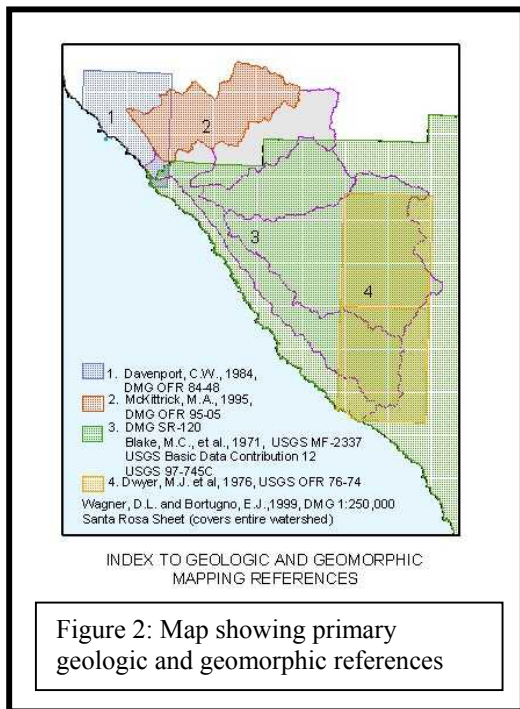 1
2
3
4
1. Davenport, C.W., 1984,
DMG OFR 84-48
2. McKittrick, M.A., 1995,
DMG OFR 95-05
3. DMG SR-120
Blake, M.C., et al., 1971, USGS MF-2337
USGS Basic Data Contribution 12
USGS 97-745C
4. Dwyer, M.J. et al, 1976, USGS OFR 76-74
Wagner, D.L. and Bortugno, E.J.,1999, DMG 1:250,000
Santa Rosa Sheet (covers entire watershed)
INDEX TO GEOLOGIC AND GEOMORPHIC
MAPPING REFERENCES
Figure 2: Map showing primary
geologic and geomorphic references